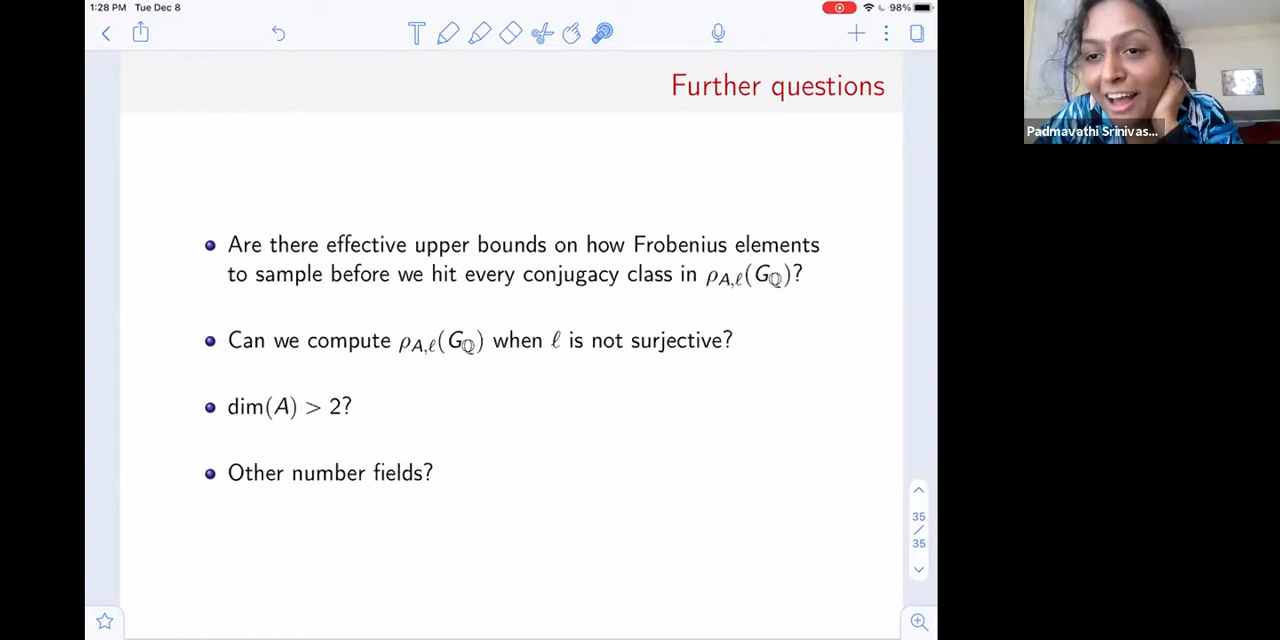 1:28 PM Tue Dec 8
98%
Further questions
Are there effective upper bounds on how Frobenius elements
to sample before we hit every conjugacy class in ρ_{A,ℓ}(G_ℚ)?
Can we compute ρ_{A,ℓ}(G_ℚ) when ℓ is not surjective?
dim(A) > 2?
Other number fields?
35
/
35
Padmavathi Srinivas...